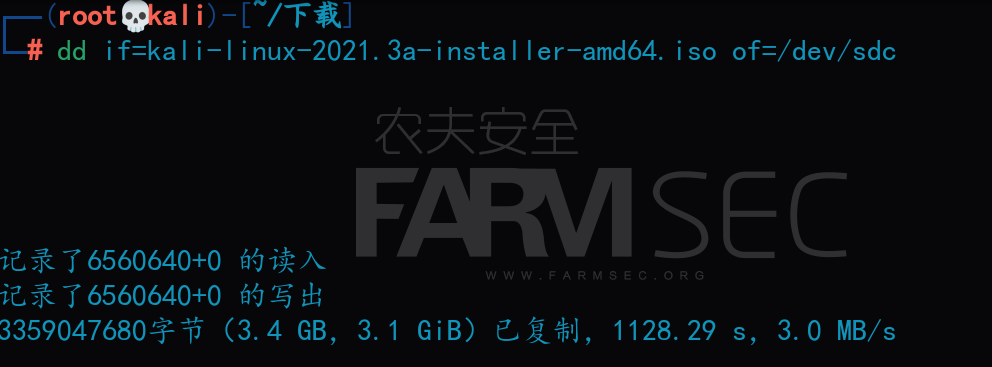 (root💀kali)-[~/下载]
# dd if=kali-linux-2021.3a-installer-amd64.iso of=/dev/sdc
农夫安全
FARMSEC
WWW.FARMSEC.ORG
记录了6560640+0 的读入
记录了6560640+0 的写出
3359047680字节（3.4 GB，3.1 GiB）已复制，1128.29 s，3.0 MB/s